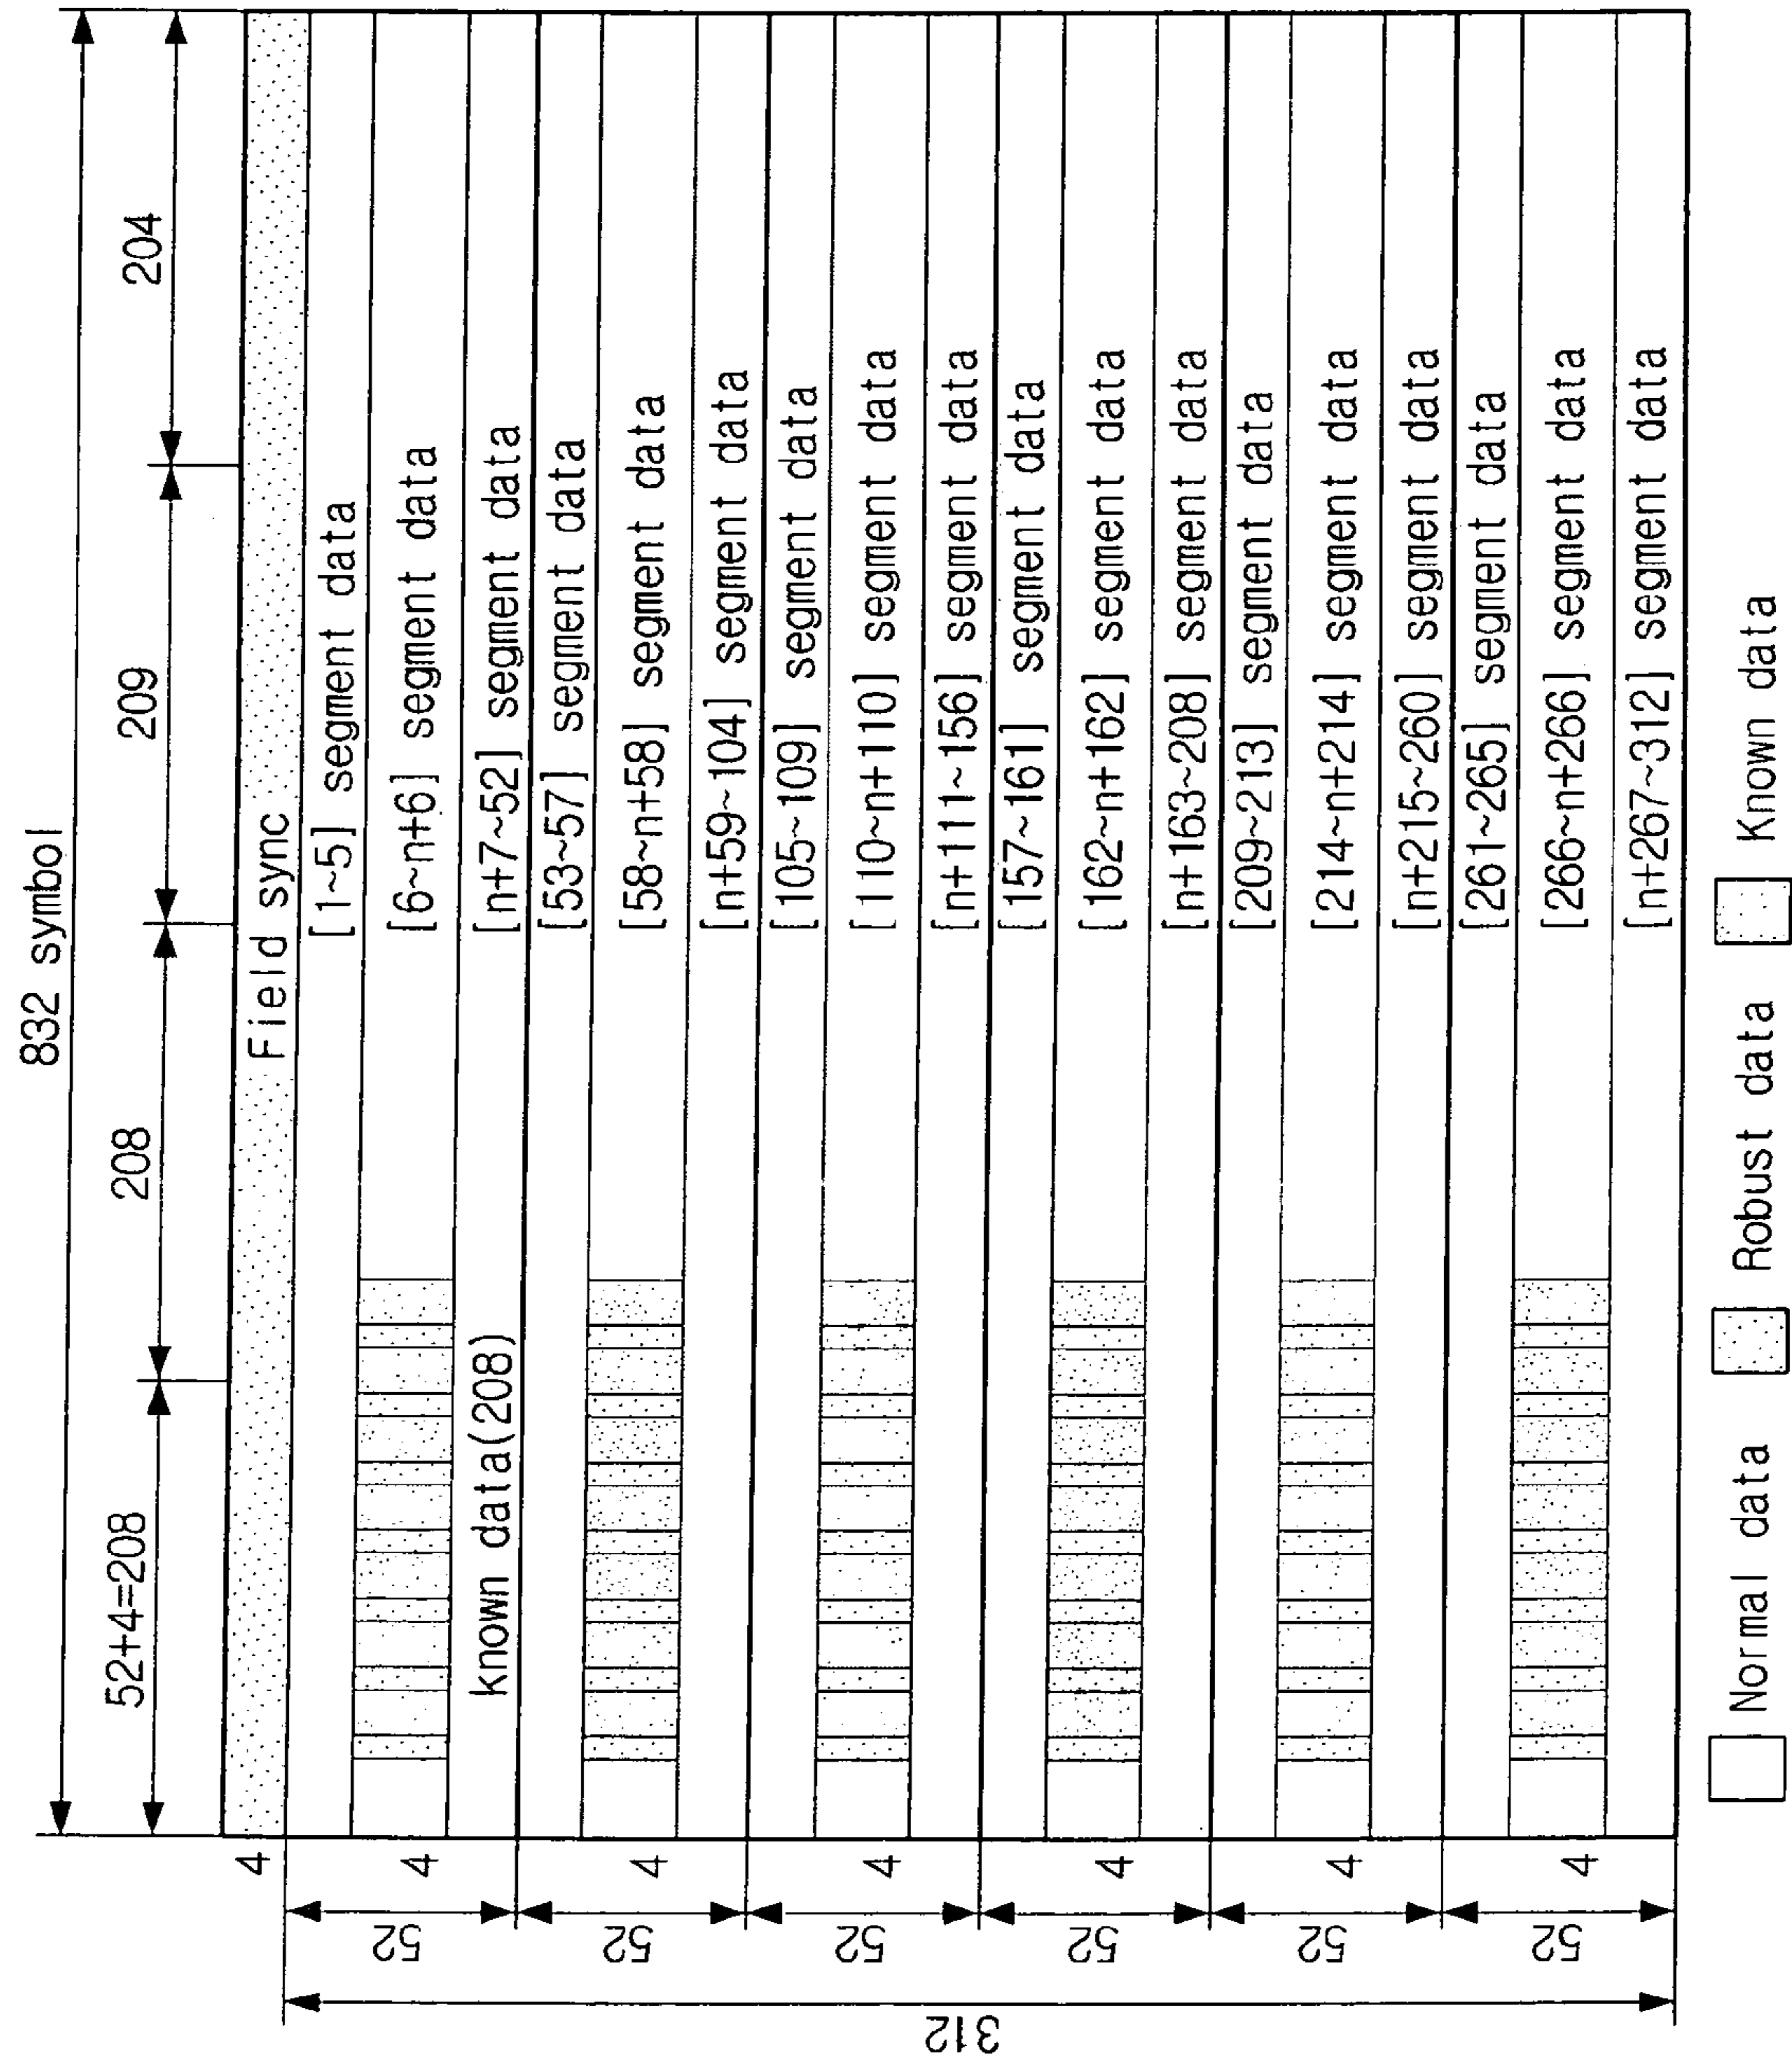 832 symbol
52+4=208
208
209
204
4
Field sync
[1~5] segment data
4
[6~n+6] segment data
known data(208)
[n+7~52] segment data
[53~57] segment data
4
[58~n+58] segment data
[n+59~104] segment data
[105~109] segment data
4
[110~n+110] segment data
[n+111~156] segment data
[157~161] segment data
4
[162~n+162] segment data
[n+163~208] segment data
[209~213] segment data
4
[214~n+214] segment data
[n+215~260] segment data
[261~265] segment data
4
[266~n+266] segment data
[n+267~312] segment data
52
52
52
52
52
52
312
Normal data
Robust data
Known data